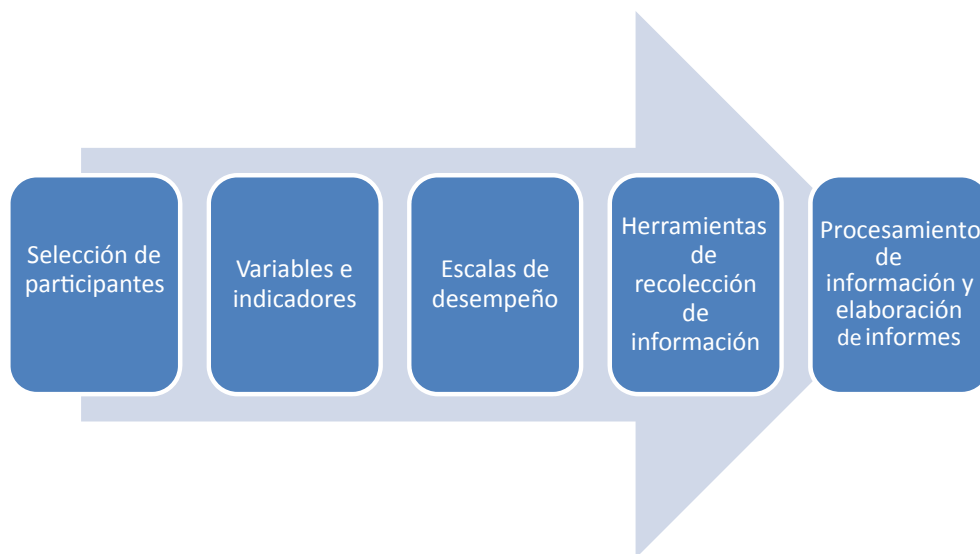 Selección de
participantes
Variables e
indicadores
Escalas de
desempeño
Herramientas
de
recolección
de
información
Procesamiento
de
información y
elaboración
de informes